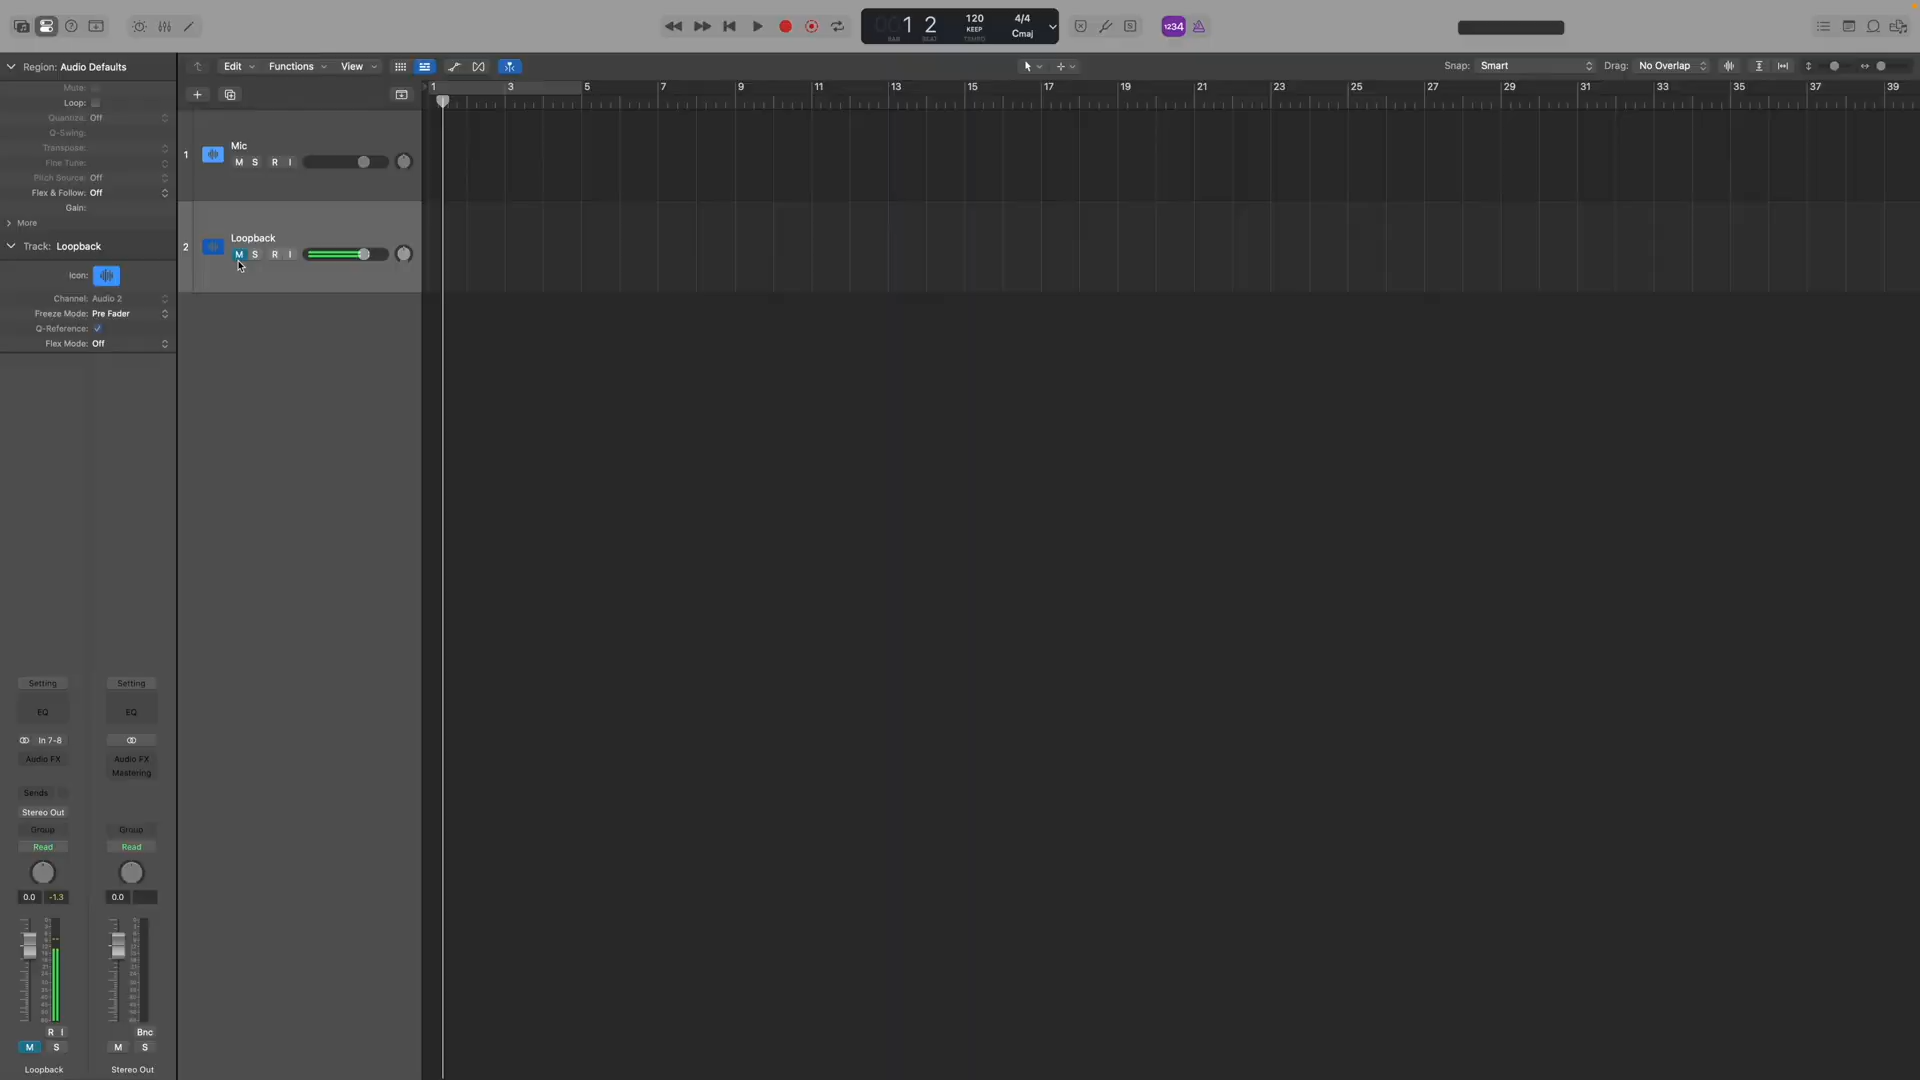 1 2
BAR BEAT
120
KEEP
TEMPO
4/4
Cmaj
S
1234
Region: Audio Defaults
Edit
Functions
View
Snap: Smart
Drag: No Overlap
Mute:
Loop:
Quantize: Off
Q-Swing:
Transpose:
Fine Tune:
Pitch Source: Off
Flex & Follow: Off
Gain:
More
Track: Loopback
Icon:
Channel: Audio 2
Freeze Mode: Pre Fader
Q-Reference:
Flex Mode: Off
1 3 5 7 9 11 13 15 17 19 21 23 25 27 29 31 33 35 37 39
1
Mic
M S R I
2
Loopback
M S R I
Setting Setting
EQ EQ
In 7-8
Audio FX Audio FX
Mastering
Sends
Stereo Out
Group Group
Read Read
0.0 -1.3 0.0
R I Bnc
M S M S
Loopback Stereo Out